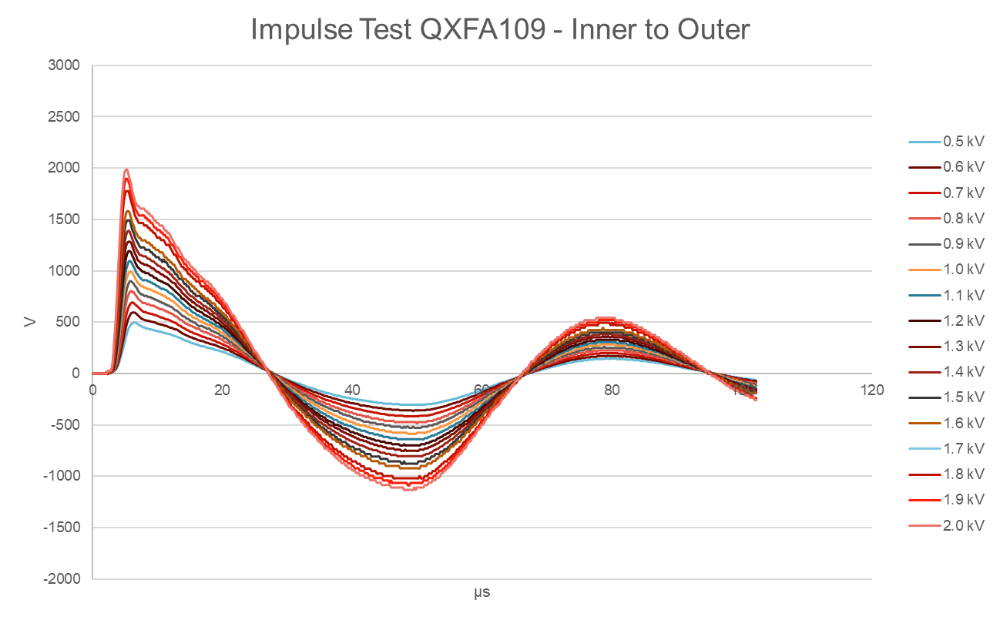 Impulse Test QXFA109 - Inner to Outer
3000
2500
2000
1500
1000
500
0
-500
-1000
-1500
-2000
V
0
20
40
60
80
100
120
µs
0.5 kV
0.6 kV
0.7 kV
0.8 kV
0.9 kV
1.0 kV
1.1 kV
1.2 kV
1.3 kV
1.4 kV
1.5 kV
1.6 kV
1.7 kV
1.8 kV
1.9 kV
2.0 kV